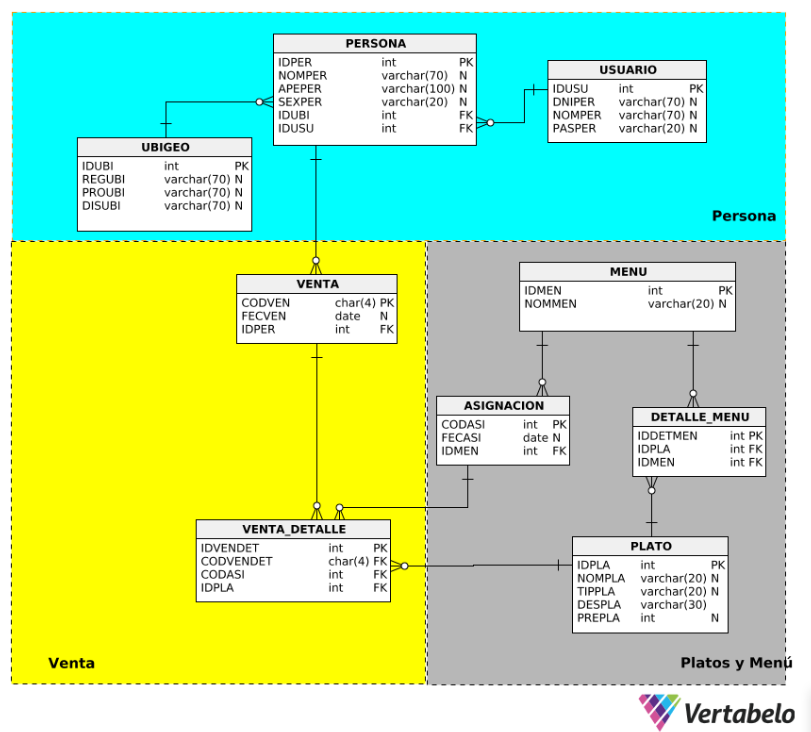 PERSONA
IDPER int PK
NOMPER varchar(70) N
APEPER varchar(100) N
SEXPER varchar(20) N
IDUBI int FK
IDUSU int FK
USUARIO
IDUSU int PK
DNIPER varchar(70) N
NOMPER varchar(70) N
PASPER varchar(20) N
UBIGEO
IDUBI int PK
REGUBI varchar(70) N
PROUBI varchar(70) N
DISUBI varchar(70) N
Persona
VENTA
CODVEN char(4) PK
FECVEN date N
IDPER int FK
MENU
IDMEN int PK
NOMMEN varchar(20) N
ASIGNACION
CODASI int PK
FECASI date N
IDMEN int FK
DETALLE_MENU
IDDETMEN int PK
IDPLA int FK
IDMEN int FK
VENTA_DETALLE
IDVENDET int PK
CODVENDET char(4) FK
CODASI int FK
IDPLA int FK
PLATO
IDPLA int PK
NOMPLA varchar(20) N
TIPPLA varchar(20) N
DESPLA varchar(30)
PREPLA int N
Venta
Platos y Menú
Vertabelo